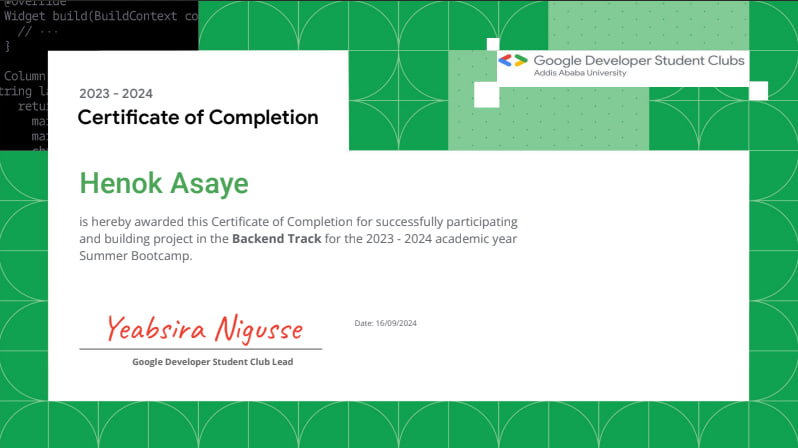 @override
Widget build(BuildContext co
// ...
}
Column
tring la
retu
ma
ma
Google Developer Student Clubs
Addis Ababa University
2023 - 2024
Certificate of Completion
Henok Asaye
is hereby awarded this Certificate of Completion for successfully participating
and building project in the Backend Track for the 2023 - 2024 academic year
Summer Bootcamp.
Yeabsira Nigusse
Date: 16/09/2024
Google Developer Student Club Lead